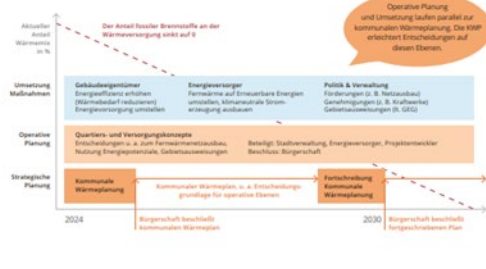 Operative Planung
und Umsetzung laufen parallel zur
kommunalen Wärmeplanung. Die KWP
erleichtert Entscheidungen auf
diesen Ebenen.
Aktueller
Anteil
Wärmemix
in %
Der Anteil fossiler Brennstoffe an der
Wärmeversorgung sinkt auf 0
Umsetzung
Maßnahmen
Gebäudeeigentümer
Energieeffizienz erhöhen
(Wärmebedarf reduzieren)
Energieversorgung umstellen
Energieversorger
Fernwärme auf Erneuerbare Energien
umstellen, klimaneutrale Strom-
erzeugung ausbauen
Politik & Verwaltung
Förderungen (z. B. Netzausbau)
Genehmigungen (z. B. Kraftwerke)
Gebietsausweisungen (lt. GEG)
Operative
Planung
Quartiers- und Versorgungskonzepte
Entscheidungen u. a. zum Fernwärmenetzausbau,
Nutzung Energiepotenziale, Gebietsausweisungen
Beteiligt: Stadtverwaltung, Energieversorger, Projektentwickler
Beschluss: Bürgerschaft
Strategische
Planung
Kommunale
Wärmeplanung
Kommunaler Wärmeplan, u. a. Entscheidungs-
grundlage für operative Ebenen
Fortschreibung
Kommunale
Wärmeplanung
2024
Bürgerschaft beschließt
kommunalen Wärmeplan
2030
Bürgerschaft beschließt
fortgeschriebenen Plan